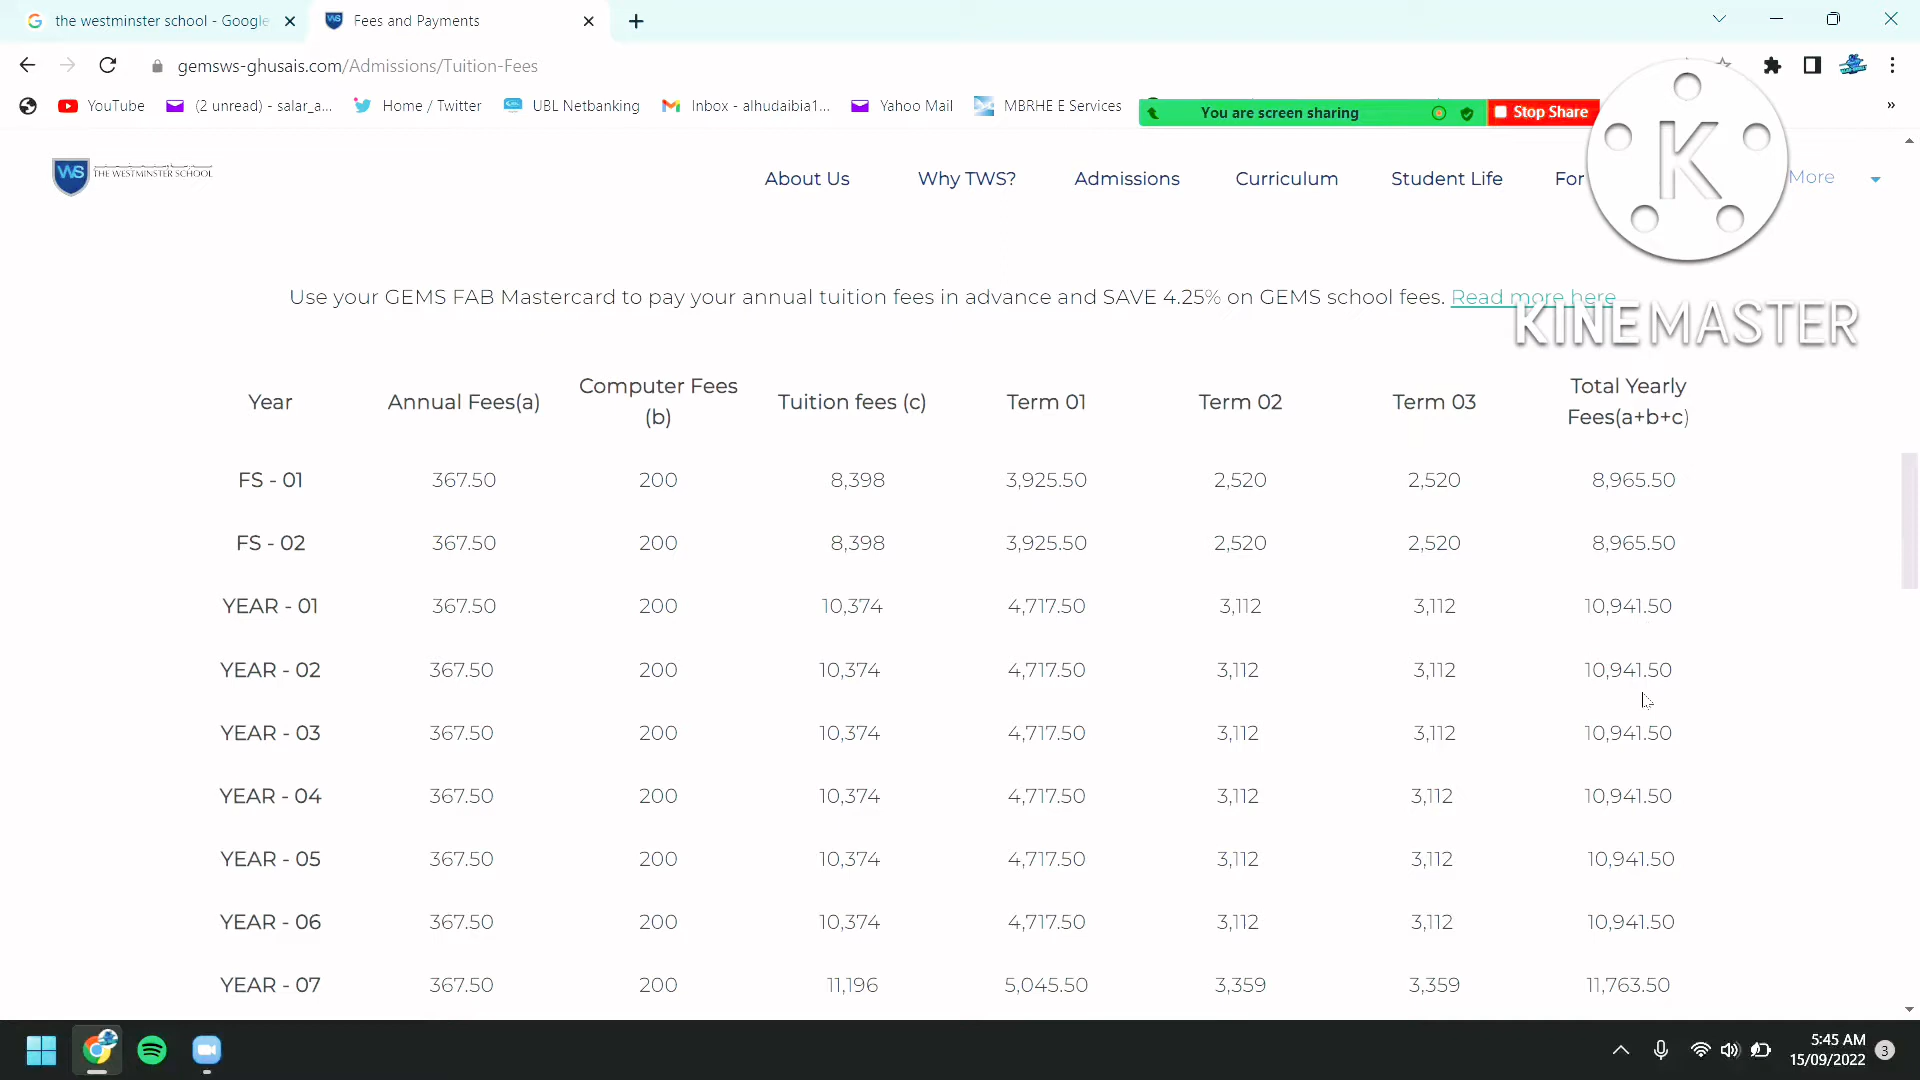 the westminster school - Google
Fees and Payments
gemsws-ghusais.com/Admissions/Tuition-Fees
YouTube
(2 unread) - salar_a...
Home / Twitter
UBL Netbanking
Inbox - alhudaibia1...
Yahoo Mail
MBRHE E Services
»
You are screen sharing
Stop Share
WS THE WESTMINSTER SCHOOL
About Us
Why TWS?
Admissions
Curriculum
Student Life
For
More
K
KINEMASTER
Use your GEMS FAB Mastercard to pay your annual tuition fees in advance and SAVE 4.25% on GEMS school fees. Read more here
Year Annual Fees(a) Computer Fees (b) Tuition fees (c) Term 01 Term 02 Term 03 Total Yearly Fees(a+b+c)
FS - 01 367.50 200 8,398 3,925.50 2,520 2,520 8,965.50
FS - 02 367.50 200 8,398 3,925.50 2,520 2,520 8,965.50
YEAR - 01 367.50 200 10,374 4,717.50 3,112 3,112 10,941.50
YEAR - 02 367.50 200 10,374 4,717.50 3,112 3,112 10,941.50
YEAR - 03 367.50 200 10,374 4,717.50 3,112 3,112 10,941.50
YEAR - 04 367.50 200 10,374 4,717.50 3,112 3,112 10,941.50
YEAR - 05 367.50 200 10,374 4,717.50 3,112 3,112 10,941.50
YEAR - 06 367.50 200 10,374 4,717.50 3,112 3,112 10,941.50
YEAR - 07 367.50 200 11,196 5,045.50 3,359 3,359 11,763.50
5:45 AM
15/09/2022
3